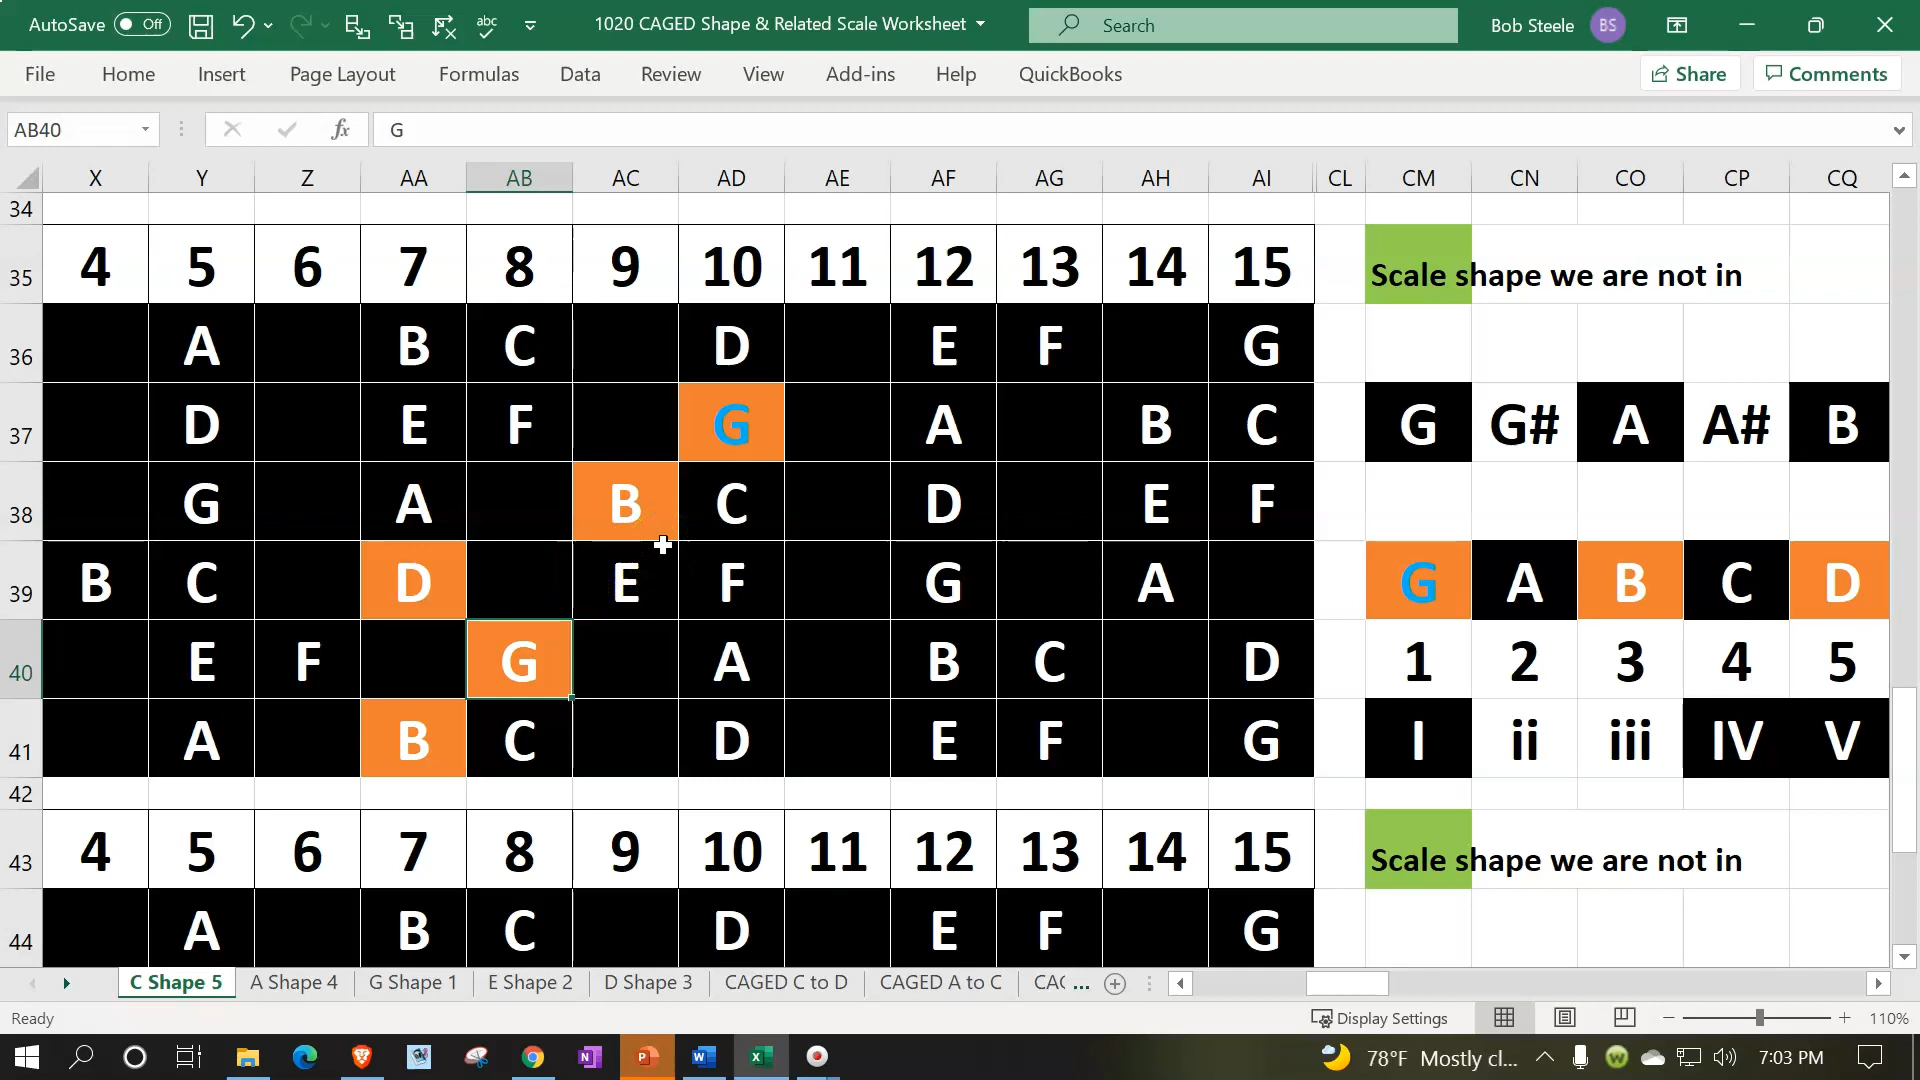 AutoSave Off abc 1020 CAGED Shape & Related Scale Worksheet Search Bob Steele BS
File Home Insert Page Layout Formulas Data Review View Add-ins Help QuickBooks Share Comments
AB40 fx G
X Y Z AA AB AC AD AE AF AG AH AI CL CM CN CO CP CQ
34
35 4 5 6 7 8 9 10 11 12 13 14 15 Scale shape we are not in
36 A B C D E F G
37 D E F G A B C G G# A A# B
38 G A B C D E F
39 B C D E F G A G A B C D
40 E F G A B C D 1 2 3 4 5
41 A B C D E F G I ii iii IV V
42
43 4 5 6 7 8 9 10 11 12 13 14 15 Scale shape we are not in
44 A B C D E F G
C Shape 5 A Shape 4 G Shape 1 E Shape 2 D Shape 3 CAGED C to D CAGED A to C CAG ...
Ready Display Settings 110%
78°F Mostly cl... 7:03 PM